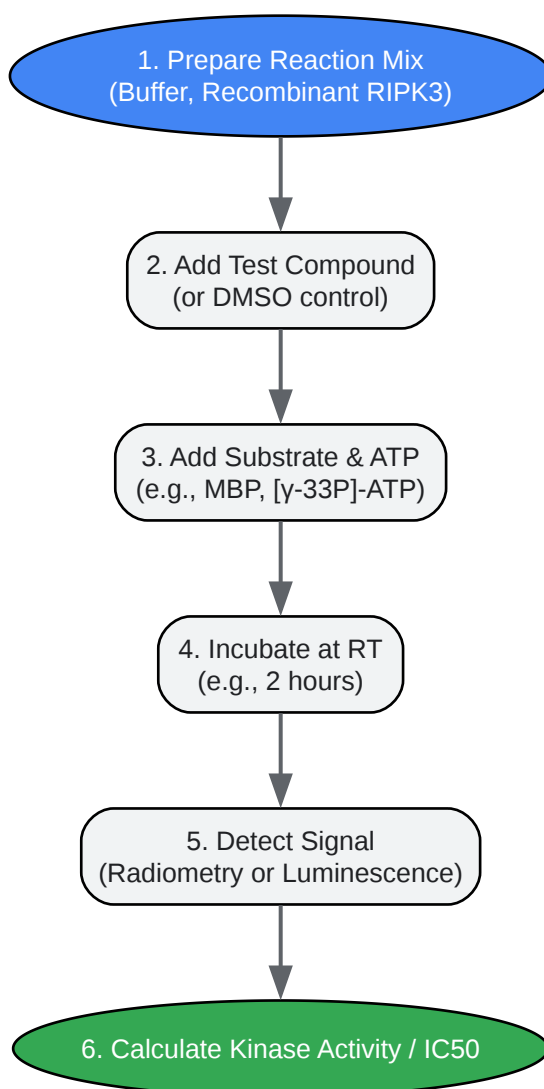 1. Prepare Reaction Mix
(Buffer, Recombinant RIPK3)
2. Add Test Compound
(or DMSO control)
3. Add Substrate & ATP
(e.g., MBP, [γ-33P]-ATP)
4. Incubate at RT
(e.g., 2 hours)
5. Detect Signal
(Radiometry or Luminescence)
6. Calculate Kinase Activity / IC50